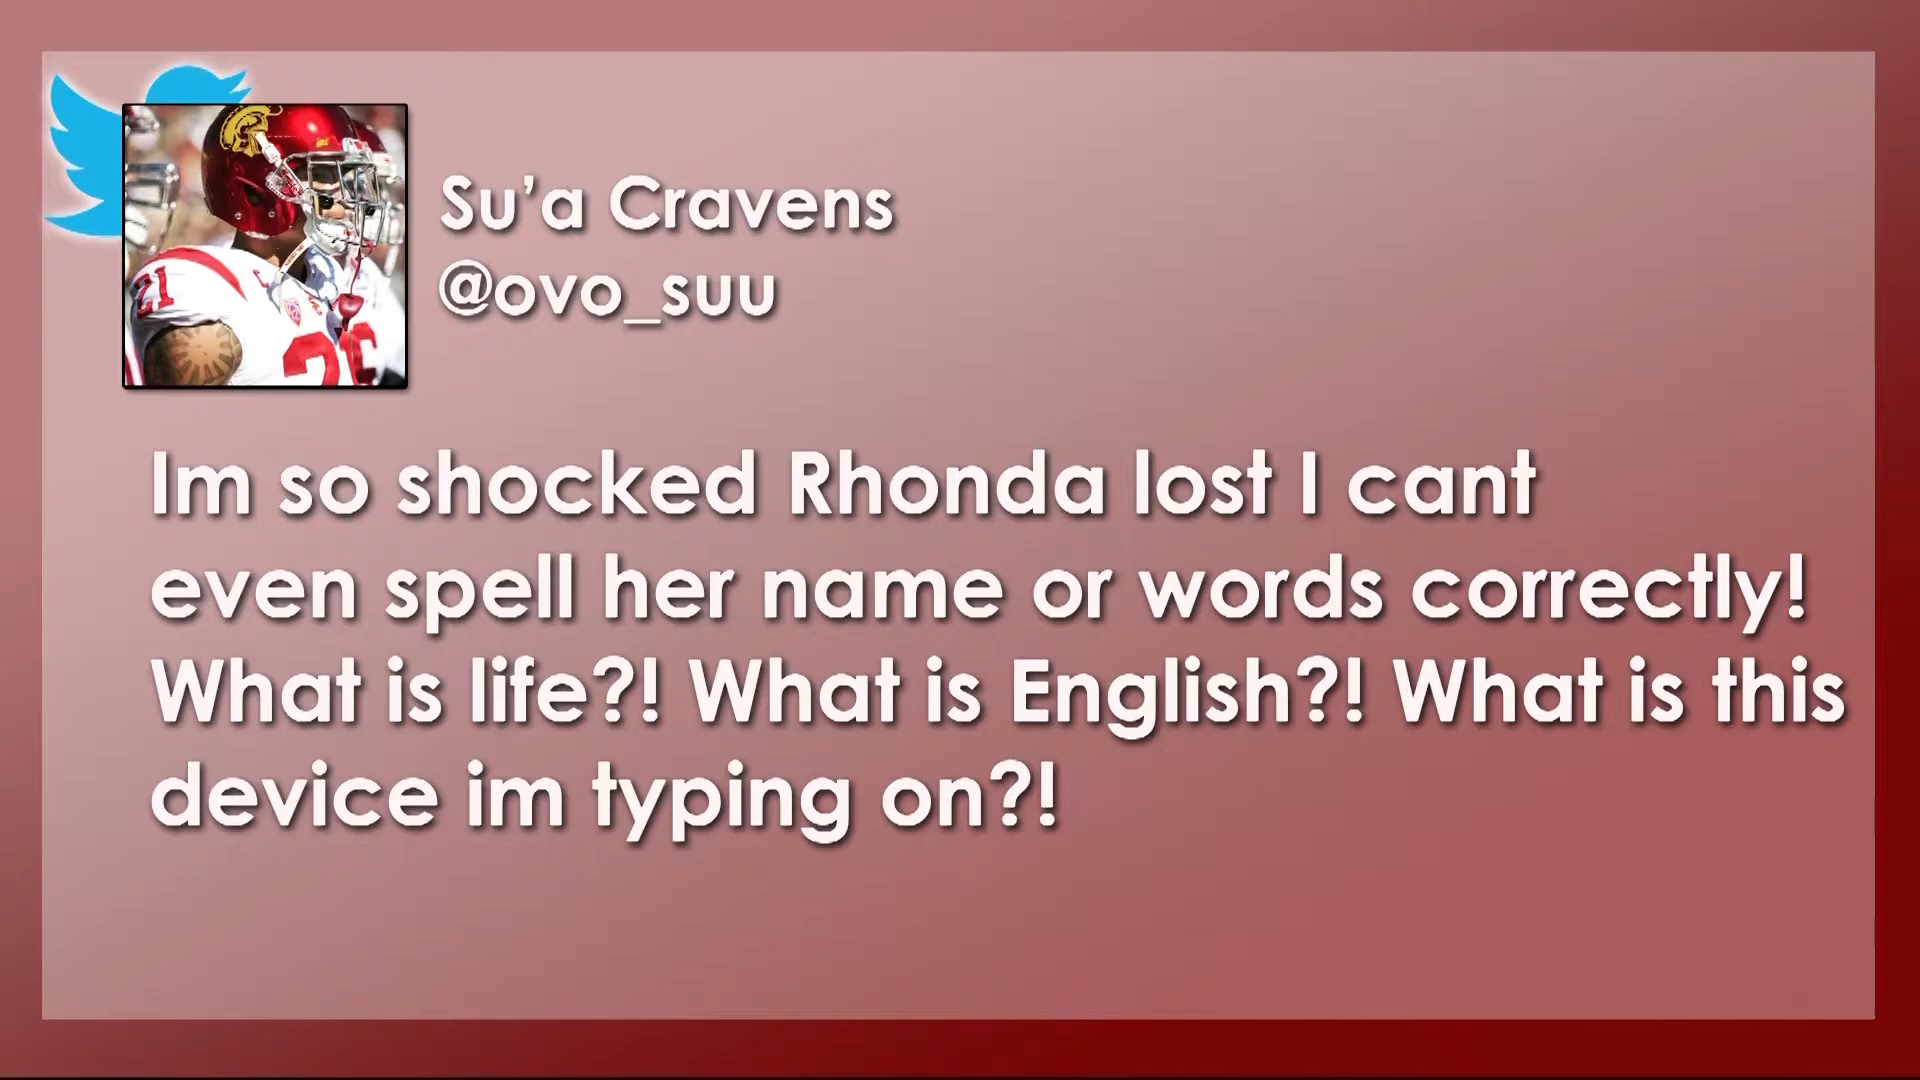 Su’a Cravens
@ovo_suu
Im so shocked Rhonda lost I cant
even spell her name or words correctly!
What is life?! What is English?! What is this
device im typing on?!
21